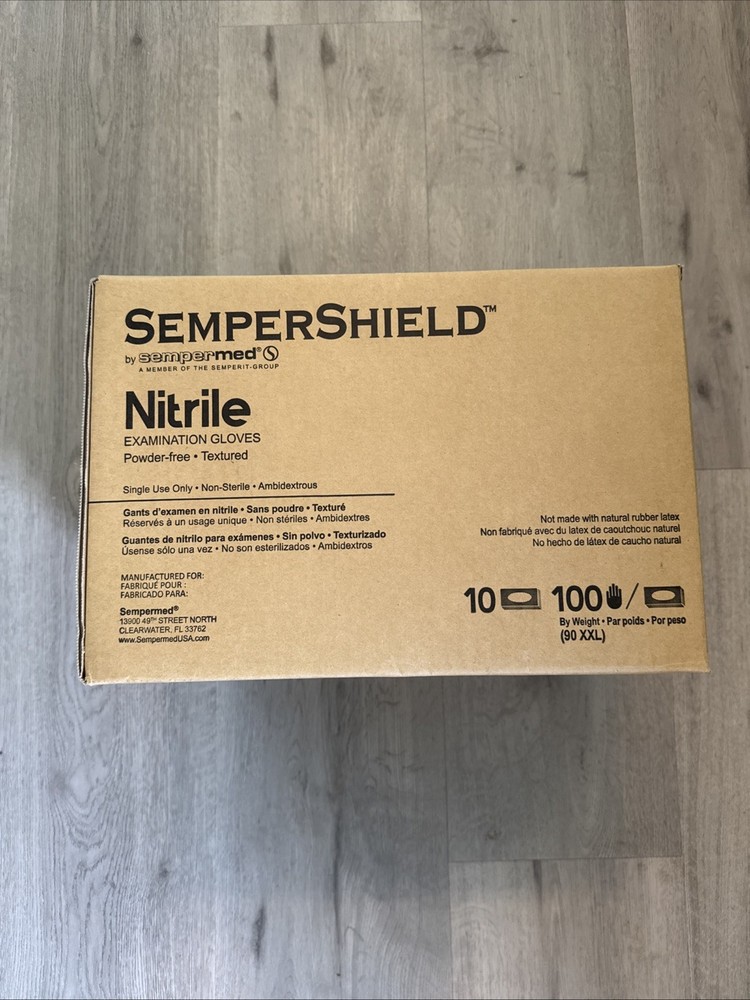 SEMPERSHIELD™
by sempermed®
A MEMBER OF THE SEMPERIT-GROUP
Nitrile
EXAMINATION GLOVES
Powder-free • Textured
Single Use Only • Non-Sterile • Ambidextrous
Gants d'examen en nitrile • Sans poudre • Texturé
Réservés à un usage unique • Non stériles • Ambidextres
Guantes de nitrilo para exámenes • Sin polvo • Texturizado
Úsense sólo una vez • No son esterilizados • Ambidextros
Not made with natural rubber latex
Non fabriqué avec du latex de caoutchouc naturel
No hecho de látex de caucho natural
MANUFACTURED FOR:
FABRIQUÉ POUR :
FABRICADO PARA:
Sempermed®
13900 49TH STREET NORTH
CLEARWATER, FL 33762
www.SempermedUSA.com
10 100 /
By Weight • Par poids • Por peso
(90 XXL)